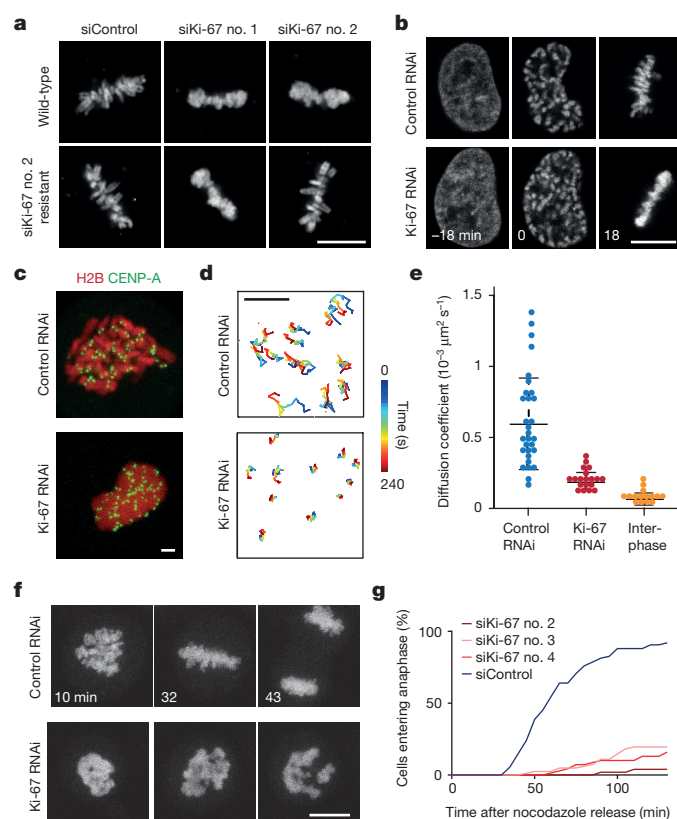 a
siControl
siKi-67 no. 1
siKi-67 no. 2
Wild-type
siKi-67 no. 2
resistant
b
Control RNAi
Ki-67 RNAi
–18 min
0
18
c
H2B CENP-A
Control RNAi
Ki-67 RNAi
d
Control RNAi
Ki-67 RNAi
0
Time (s)
240
e
Diffusion coefficient (10⁻³ μm² s⁻¹)
1.5
1
0.5
0
Control
RNAi
Ki-67
RNAi
Inter-
phase
f
Control RNAi
10 min
32
43
Ki-67 RNAi
g
Cells entering anaphase (%)
100
50
0
siKi-67 no. 2
siKi-67 no. 3
siKi-67 no. 4
siControl
0
50
100
Time after nocodazole release (min)